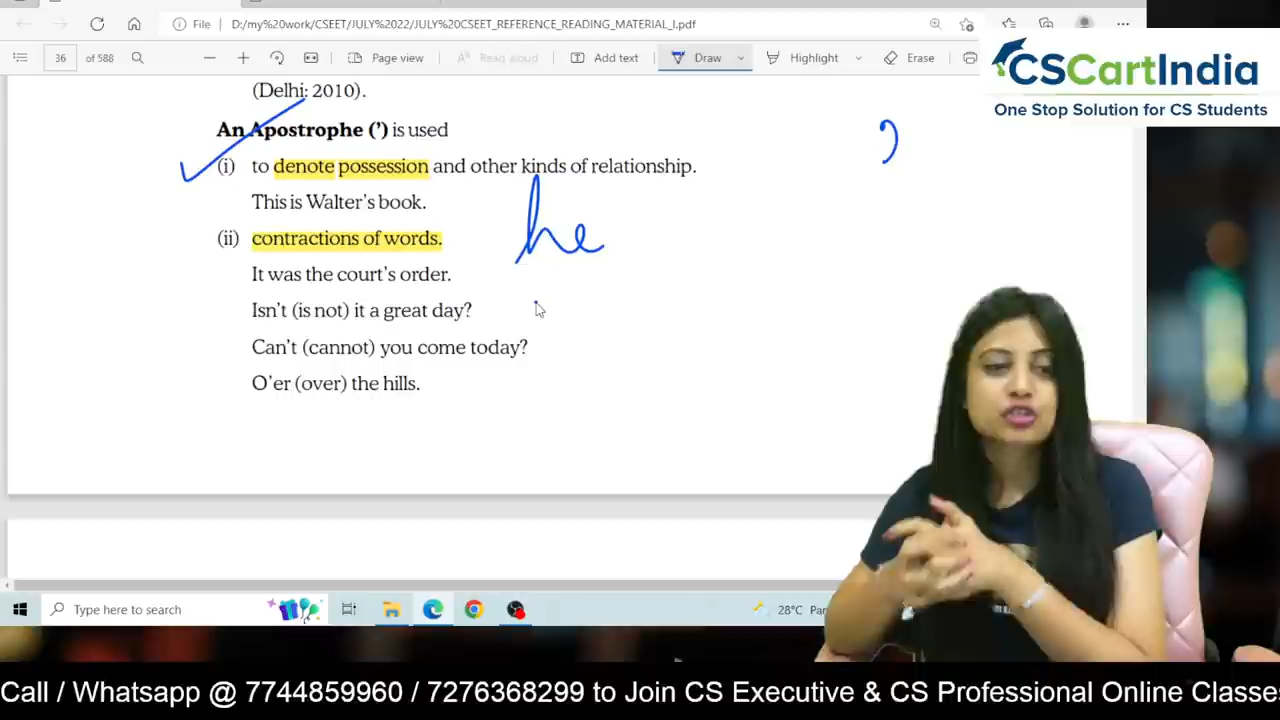 File | D:/my%20work/CSEET/JULY%2022/JULY%20CSEET_REFERENCE_READING_MATERIAL_I.pdf
36 of 588
Page view
Read aloud
Add text
Draw
Highlight
Erase
CSCartIndia
One Stop Solution for CS Students
(Delhi: 2010).
An Apostrophe (’) is used
’
(i) to denote possession and other kinds of relationship.
This is Walter’s book.
he
(ii) contractions of words.
It was the court’s order.
Isn’t (is not) it a great day?
Can’t (cannot) you come today?
O’er (over) the hills.
Type here to search
28°C
Call / Whatsapp @ 7744859960 / 7276368299 to Join CS Executive & CS Professional Online Classes